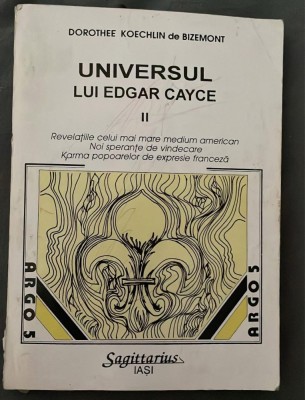 DOROTHEE KOECHLIN de BIZEMONT
UNIVERSUL
LUI EDGAR CAYCE
II
Revelațiile celui mai mare medium american
Noi speranțe de vindecare
Karma popoarelor de expresie franceză
ARGO 5
ARGO 5
Sagittarius
IAȘI